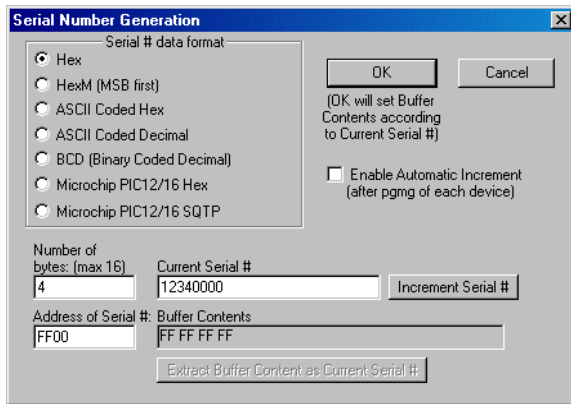 Serial Number Generation
Serial # data format
Hex
HexM (MSB first)
ASCII Coded Hex
ASCII Coded Decimal
BCD (Binary Coded Decimal)
Microchip PIC12/16 Hex
Microchip PIC12/16 SQTP
OK
Cancel
(OK will set Buffer
Contents according
to Current Serial #)
Enable Automatic Increment
(after pgmg of each device)
Number of
bytes: (max 16)
4
Current Serial #
12340000
Increment Serial #
Address of Serial #:
FF00
Buffer Contents
FF FF FF FF
Extract Buffer Content as Current Serial #